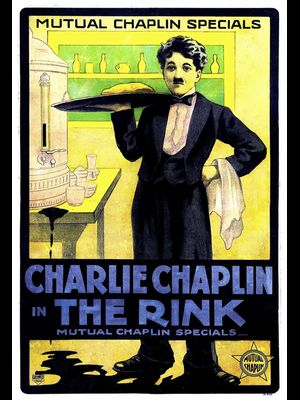 MUTUAL CHAPLIN SPECIALS
CHARLIE CHAPLIN
IN THE RINK
MUTUAL CHAPLIN SPECIALS
MUTUAL
CHAPLIN